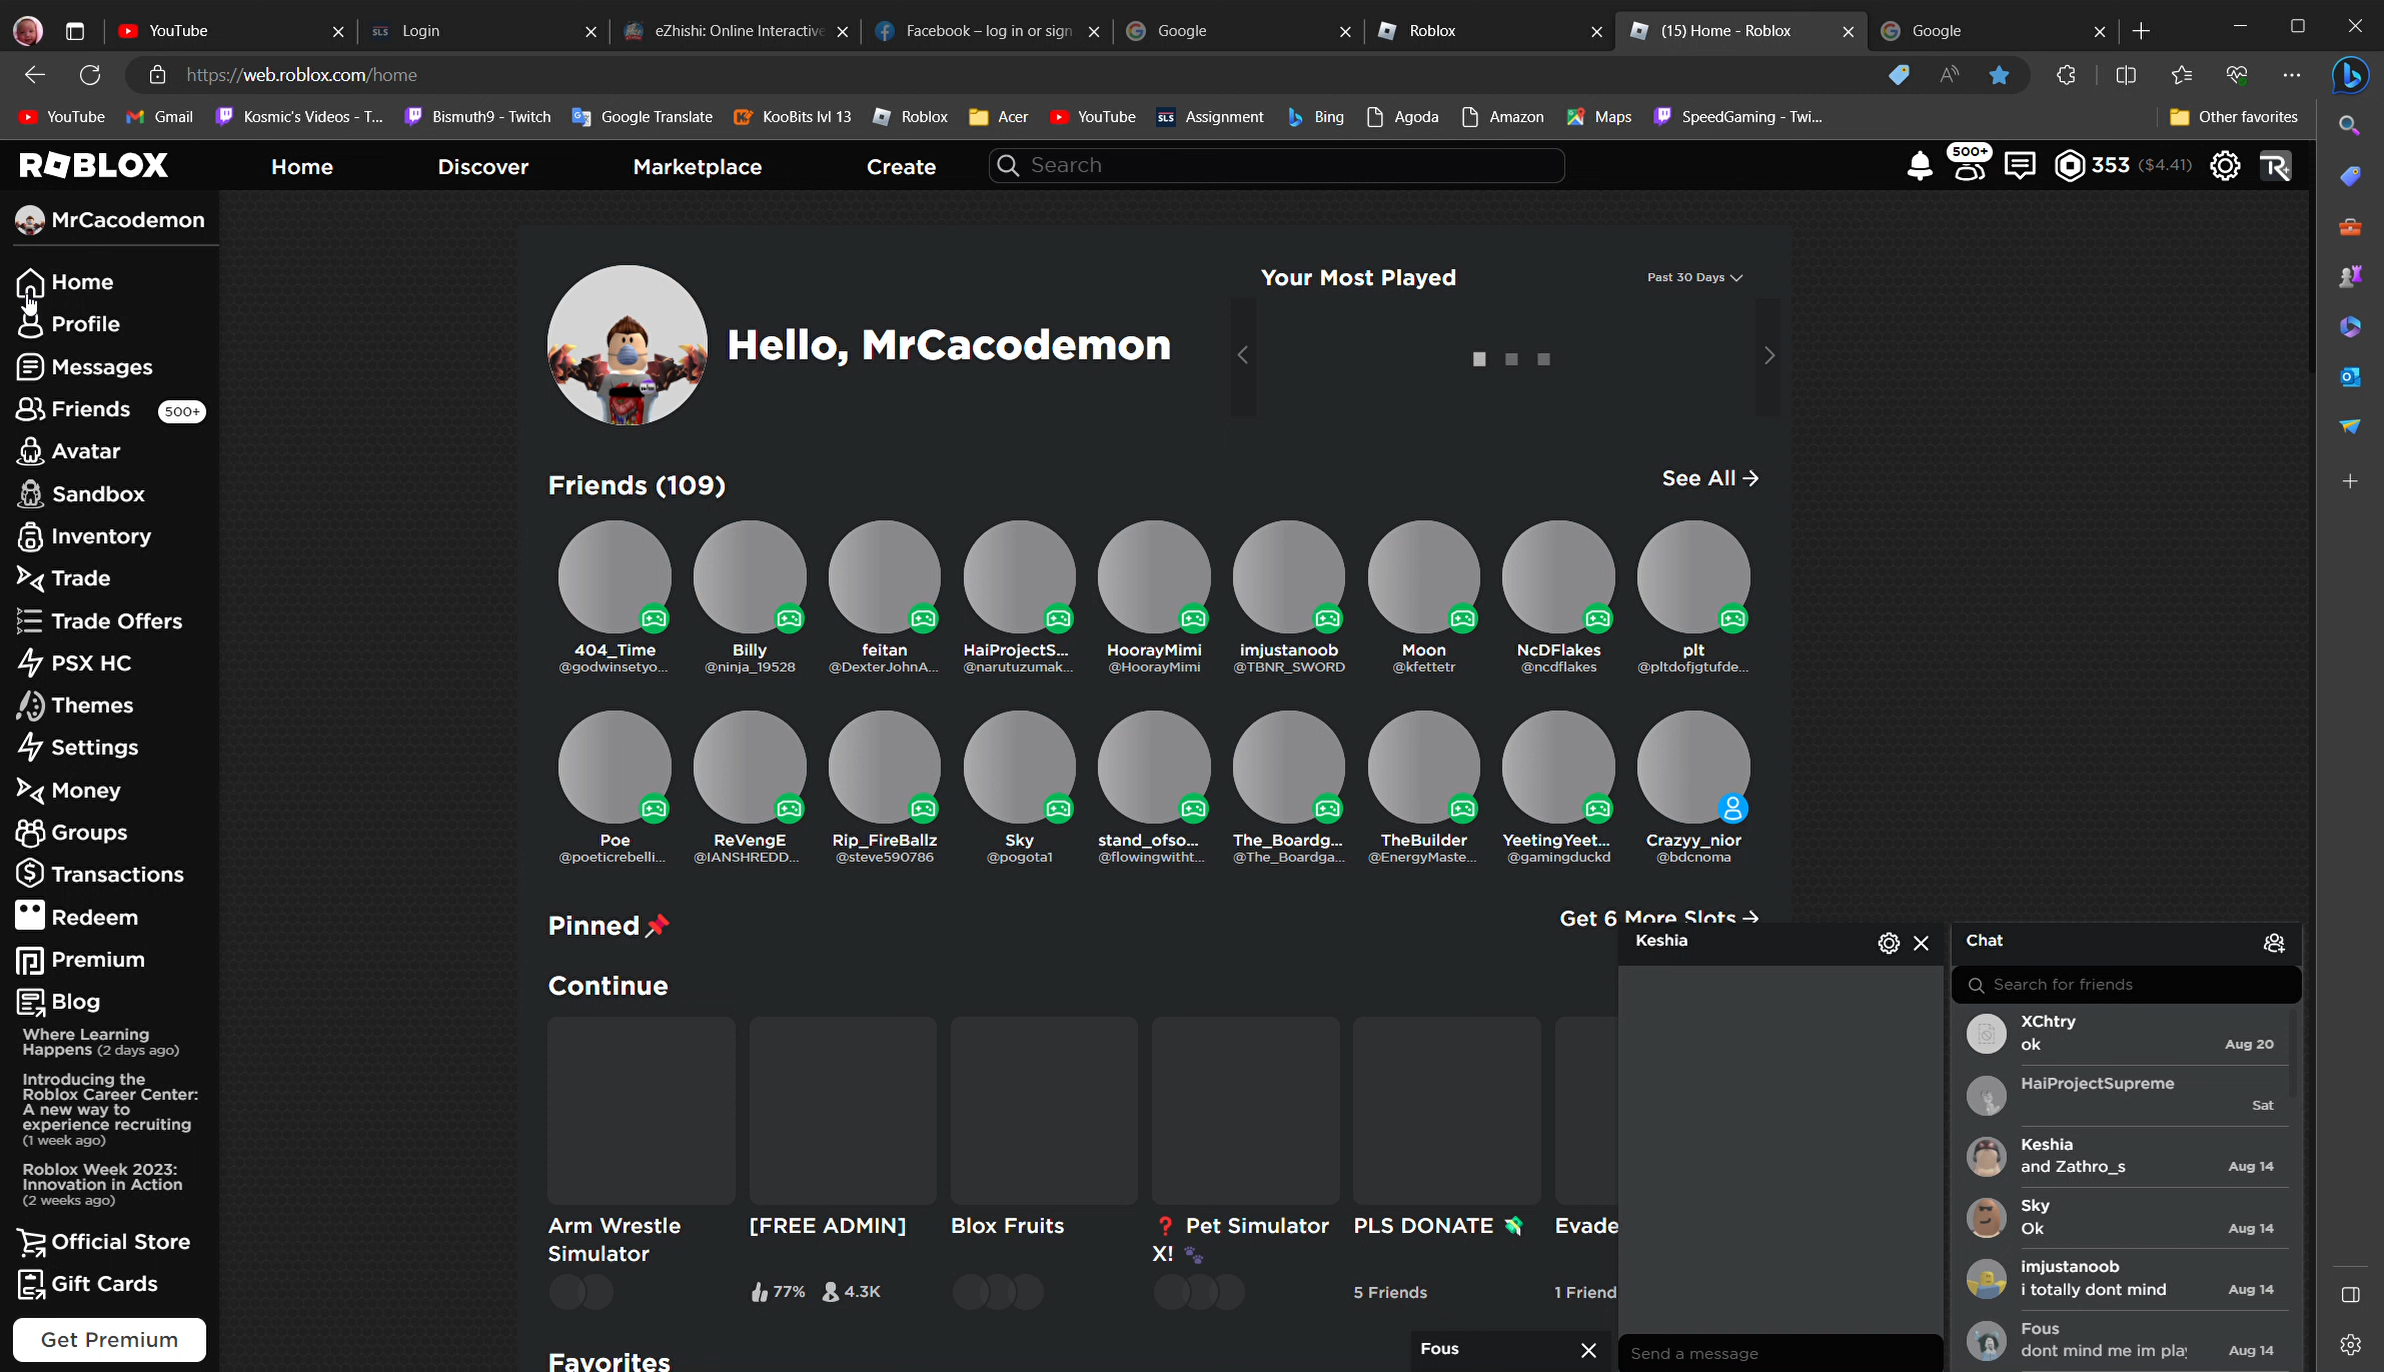 YouTube
Login
eZhishi: Online Interactive
Facebook – log in or sign
Google
Roblox
(15) Home - Roblox
Google
https://web.roblox.com/home
YouTube
Gmail
Kosmic's Videos - T...
Bismuth9 - Twitch
Google Translate
KooBits lvl 13
Roblox
Acer
YouTube
Assignment
Bing
Agoda
Amazon
Maps
SpeedGaming - Twi...
Other favorites
ROBLOX
Home
Discover
Marketplace
Create
Search
500+
353 ($4.41)
MrCacodemon
Home
Profile
Messages
Friends 500+
Avatar
Sandbox
Inventory
Trade
Trade Offers
PSX HC
Themes
Settings
Money
Groups
Transactions
Redeem
Premium
Blog
Where Learning
Happens (2 days ago)
Introducing the
Roblox Career Center:
A new way to
experience recruiting
(1 week ago)
Roblox Week 2023:
Innovation in Action
(2 weeks ago)
Official Store
Gift Cards
Get Premium
Hello, MrCacodemon
Your Most Played
Past 30 Days
Friends (109)
See All
404_Time
@godwinsetyo...
Billy
@ninja_19528
feitan
@DexterJohnA...
HaiProjectS...
@narutuzumak...
HoorayMimi
@HoorayMimi
imjustanoob
@TBNR_SWORD
Moon
@kfettetr
NcDFlakes
@ncdflakes
plt
@pltdofjgtufde...
Poe
@poeticrebelli...
ReVengE
@IANSHREDD...
Rip_FireBallz
@steve590786
Sky
@pogota1
stand_ofso...
@flowingwitht...
The_Boardg...
@The_Boardga...
TheBuilder
@EnergyMaste...
YeetingYeet...
@gamingduckd
Crazyy_nior
@bdcnoma
Pinned
Get 6 More Slots
Continue
Arm Wrestle
Simulator
[FREE ADMIN]
77% 4.3K
Blox Fruits
❓ Pet Simulator
X! 🐾
PLS DONATE 💸
5 Friends
Evade
1 Friend
Favorites
Fous
Keshia
Send a message
Chat
Search for friends
XChtry
ok Aug 20
HaiProjectSupreme
Sat
Keshia
and Zathro_s Aug 14
Sky
Ok Aug 14
imjustanoob
i totally dont mind Aug 14
Fous
dont mind me im pla Aug 14